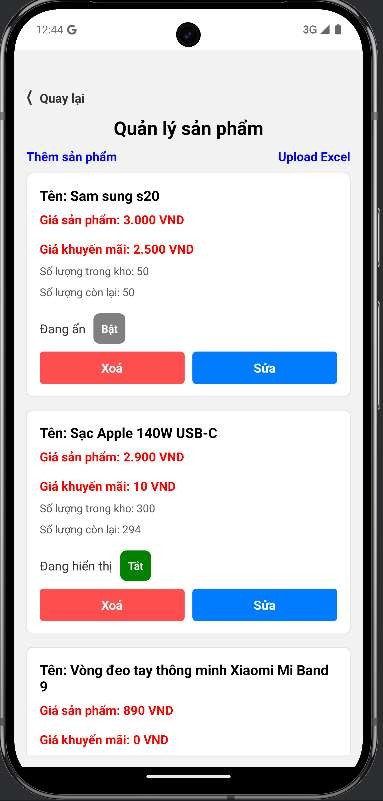 12:44 G 3G
Quay lại
Quản lý sản phẩm
Thêm sản phẩm Upload Excel
Tên: Sam sung s20
Giá sản phẩm: 3.000 VND
Giá khuyến mãi: 2.500 VND
Số lượng trong kho: 50
Số lượng còn lại: 50
Đang ẩn Bật
Xoá Sửa
Tên: Sạc Apple 140W USB-C
Giá sản phẩm: 2.900 VND
Giá khuyến mãi: 10 VND
Số lượng trong kho: 300
Số lượng còn lại: 294
Đang hiển thị Tắt
Xoá Sửa
Tên: Vòng đeo tay thông minh Xiaomi Mi Band
9
Giá sản phẩm: 890 VND
Giá khuyến mãi: 0 VND